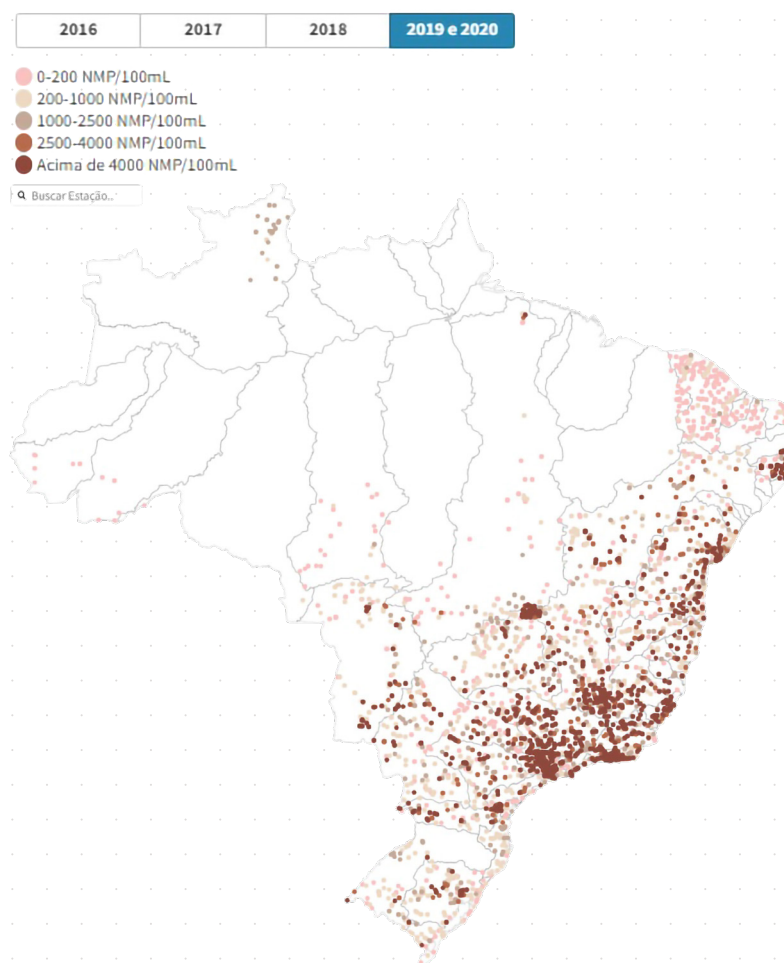 2016
2017
2018
2019 e 2020
0-200 NMP/100mL
200-1000 NMP/100mL
1000-2500 NMP/100mL
2500-4000 NMP/100mL
Acima de 4000 NMP/100mL
Buscar Estação..